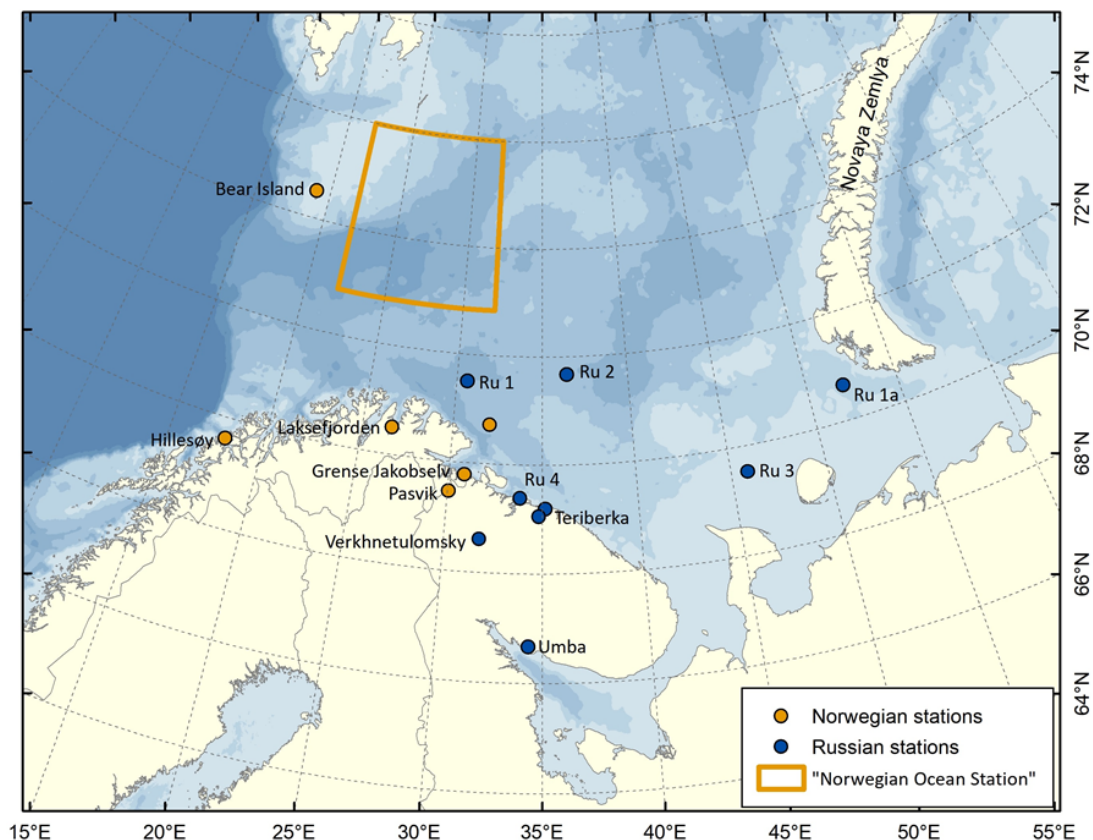 74°N
Novaya Zemlya
Bear Island
72°N
70°N
Ru 1
Ru 2
Ru 1a
Hillesøy
Laksefjorden
68°N
Grense Jakobselv
Ru 3
Pasvik
Ru 4
Teriberka
Verkhnetulomsky
66°N
Umba
64°N
Norwegian stations
Russian stations
"Norwegian Ocean Station"
15°E
20°E
25°E
30°E
35°E
40°E
45°E
50°E
55°E